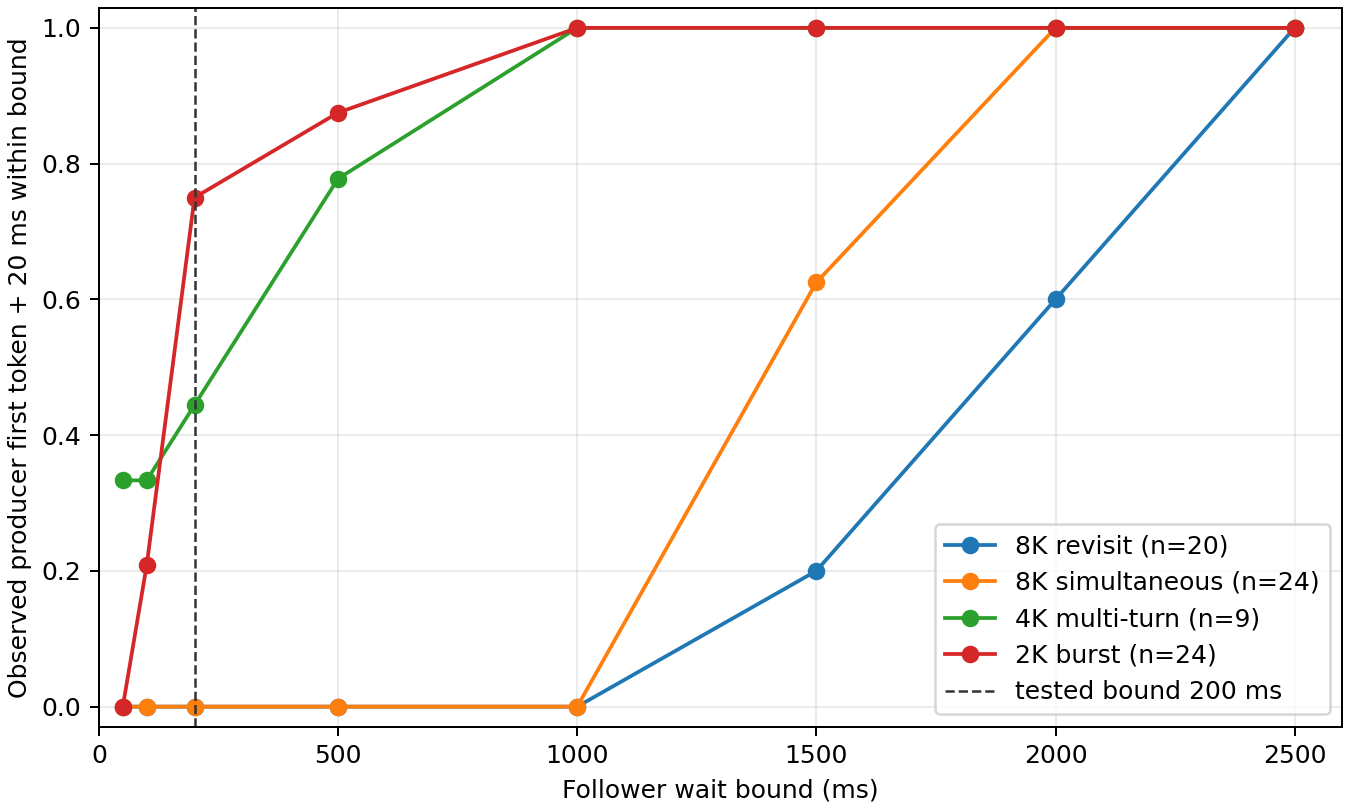 Observed producer first token + 20 ms within bound
1.0
0.8
0.6
0.4
0.2
0.0
0
500
1000
1500
2000
2500
Follower wait bound (ms)
8K revisit (n=20)
8K simultaneous (n=24)
4K multi-turn (n=9)
2K burst (n=24)
tested bound 200 ms